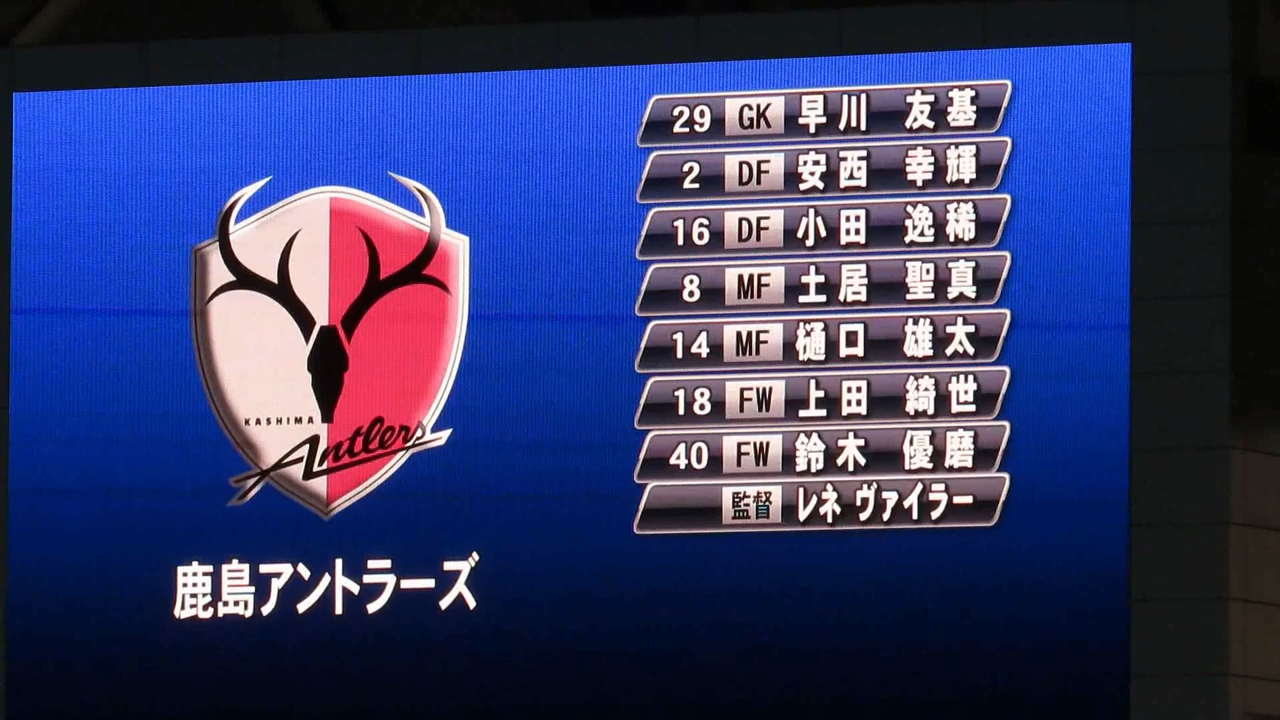 KASHIMA
Antlers
鹿島アントラーズ
29 GK 早川 友基
2 DF 安西 幸輝
16 DF 小田 逸稀
8 MF 土居 聖真
14 MF 樋口 雄太
18 FW 上田 綺世
40 FW 鈴木 優磨
監督 レネ ヴァイラー